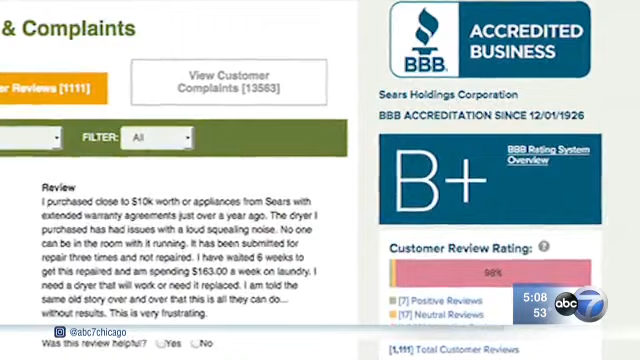 & Complaints
er Reviews [1111]
View Customer
Complaints [13563]
FILTER: All
Review
I purchased close to $10k worth or appliances from Sears with
extended warranty agreements just over a year ago. The dryer I
purchased has had issues with a loud squealing noise. No one
can be in the room with it running. It has been submitted for
repair three times and not repaired. I have waited 6 weeks to
get this repaired and am spending $163.00 a week on laundry. I
need a dryer that will work or need it replaced. I am told the
same old story over and over that this is all they can do...
without results. This is very frustrating.
Was this review helpful? Yes No
BBB
ACCREDITED
BUSINESS
Sears Holdings Corporation
BBB ACCREDITATION SINCE 12/01/1926
B+
BBB Rating System
Overview
Customer Review Rating: ?
98%
[7] Positive Reviews
[17] Neutral Reviews
[1,111] Total Customer Reviews
@abc7chicago
5:08
53
abc 7